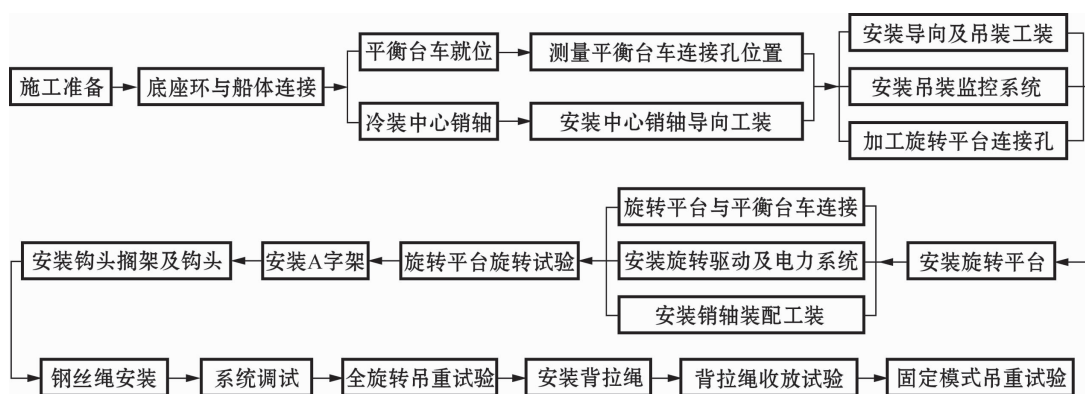 施工准备
底座环与船体连接
平衡台车就位
测量平衡台车连接孔位置
冷装中心销轴
安装中心销轴导向工装
安装导向及吊装工装
安装吊装监控系统
加工旋转平台连接孔
安装旋转平台
旋转平台与平衡台车连接
安装旋转驱动及电力系统
安装销轴装配工装
旋转平台旋转试验
安装A字架
安装钩头搁架及钩头
钢丝绳安装
系统调试
全旋转吊重试验
安装背拉绳
背拉绳收放试验
固定模式吊重试验